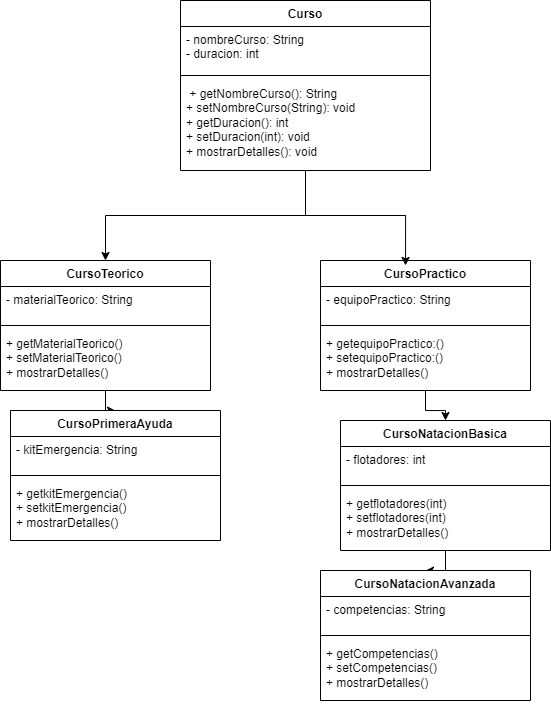 Curso
- nombreCurso: String
- duracion: int
+ getNombreCurso(): String
+ setNombreCurso(String): void
+ getDuracion(): int
+ setDuracion(int): void
+ mostrarDetalles(): void
CursoTeorico
- materialTeorico: String
+ getMaterialTeorico()
+ setMaterialTeorico()
+ mostrarDetalles()
CursoPractico
- equipoPractico: String
+ getequipoPractico:()
+ setequipoPractico:()
+ mostrarDetalles()
CursoPrimeraAyuda
- kitEmergencia: String
+ getkitEmergencia()
+ setkitEmergencia()
+ mostrarDetalles()
CursoNatacionBasica
- flotadores: int
+ getflotadores(int)
+ setflotadores(int)
+ mostrarDetalles()
CursoNatacionAvanzada
- competencias: String
+ getCompetencias()
+ setCompetencias()
+ mostrarDetalles()